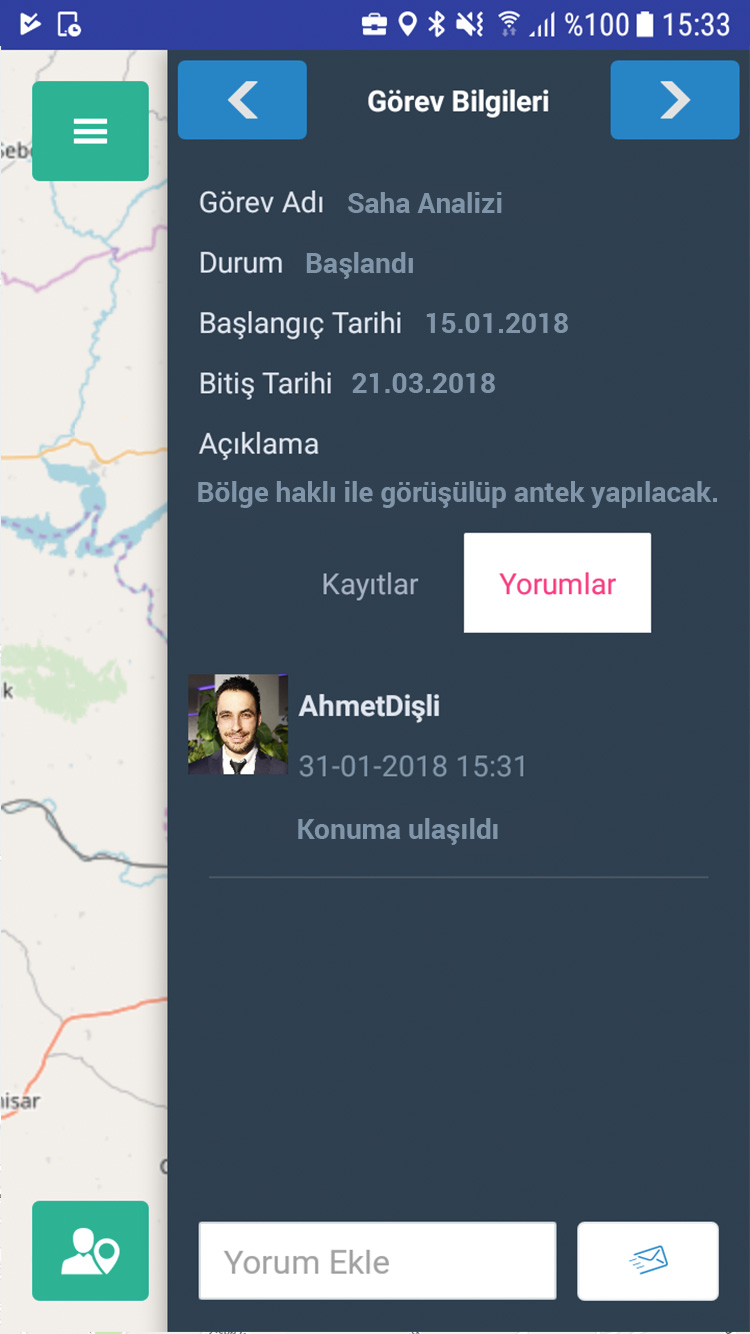 %100 15:33
Görev Bilgileri
Görev Adı Saha Analizi
Durum Başlandı
Başlangıç Tarihi 15.01.2018
Bitiş Tarihi 21.03.2018
Açıklama
Bölge haklı ile görüşülüp antek yapılacak.
Kayıtlar Yorumlar
AhmetDişli
31-01-2018 15:31
Konuma ulaşıldı
Yorum Ekle